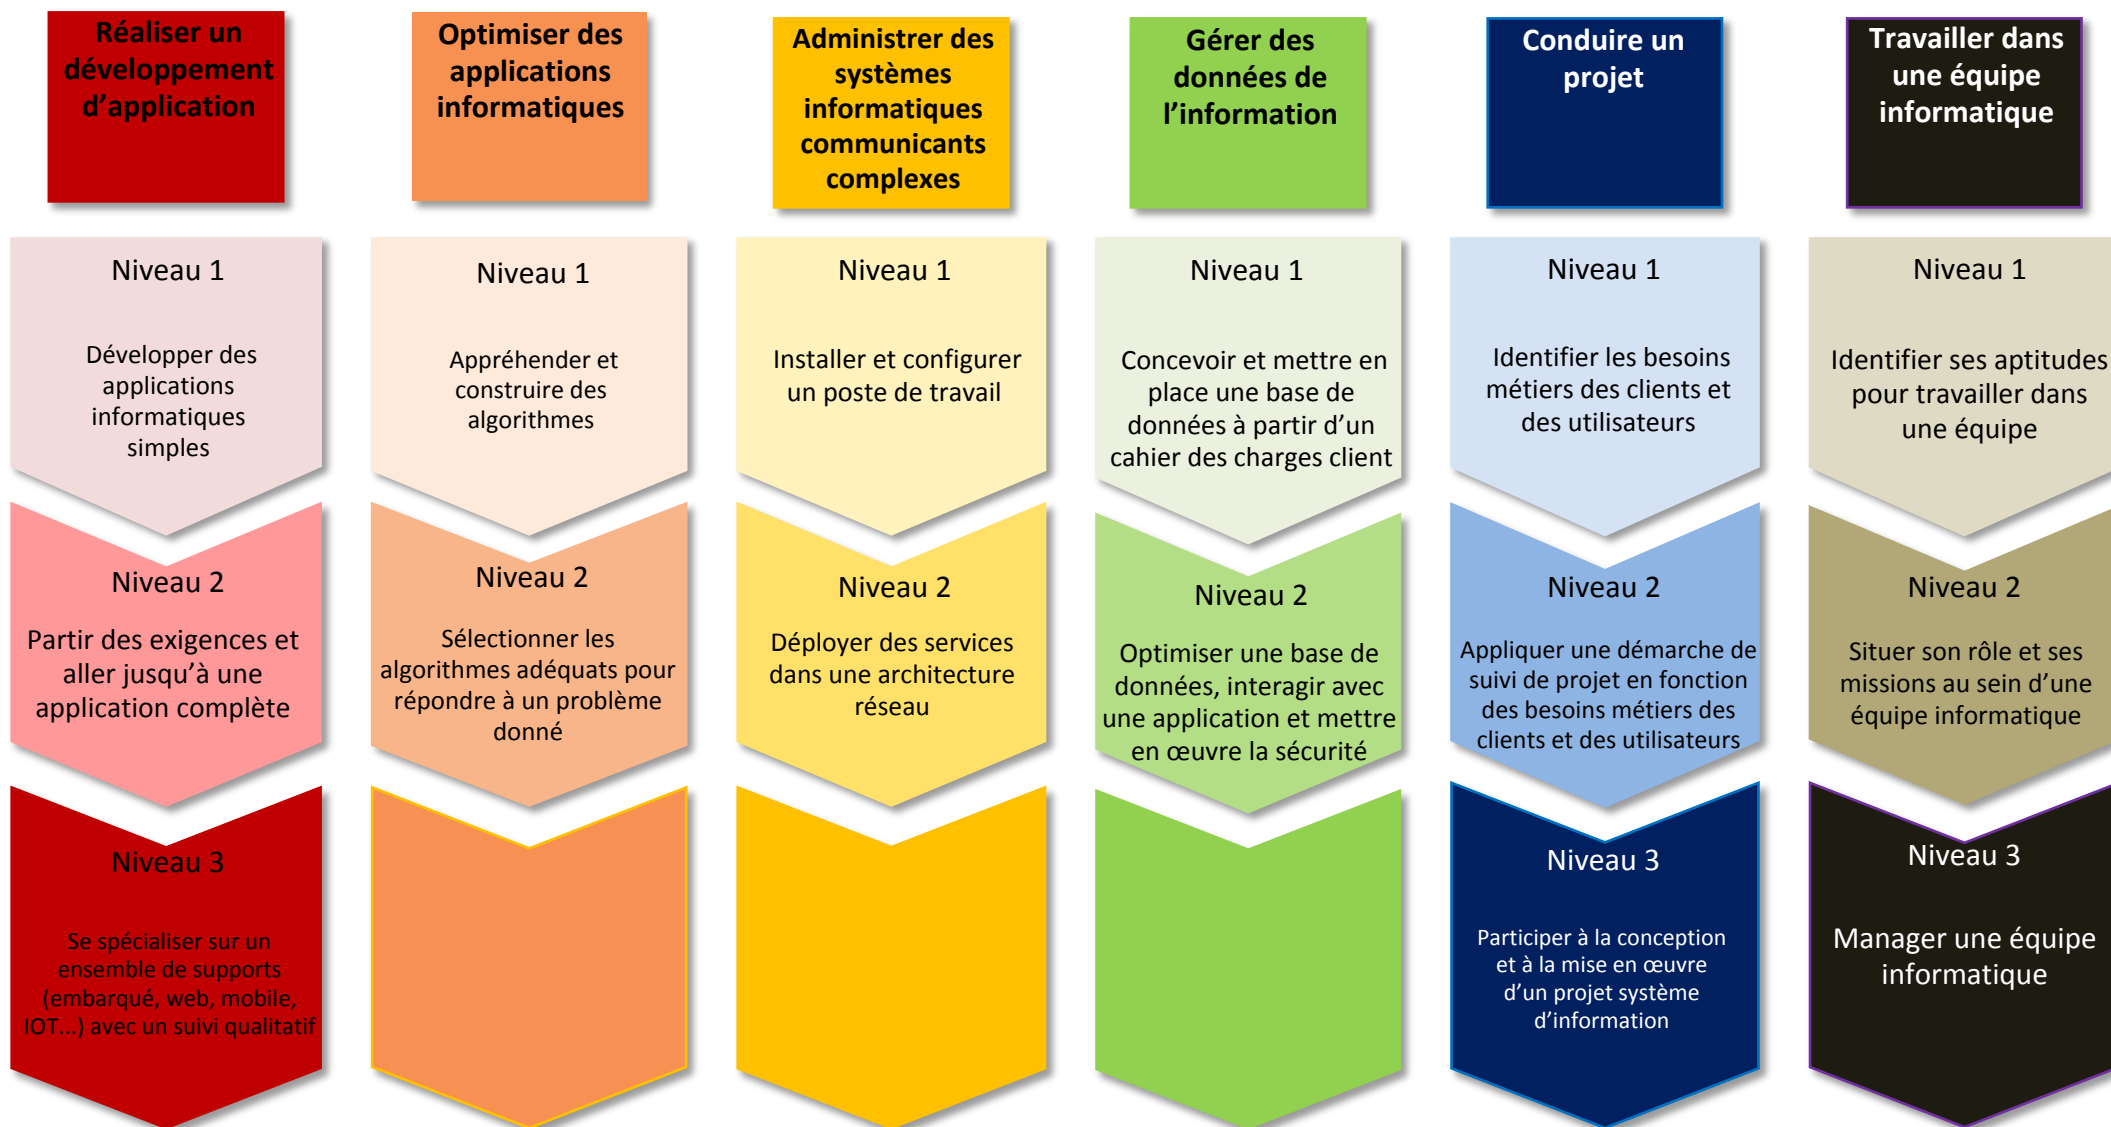 Réaliser un
développement
d’application
Optimiser des
applications
informatiques
Administrer des
systèmes
informatiques
communicants
complexes
Gérer des
données de
l’information
Conduire un
projet
Travailler dans
une équipe
informatique
Niveau 1
Développer des
applications
informatiques
simples
Niveau 1
Appréhender et
construire des
algorithmes
Niveau 1
Installer et configurer
un poste de travail
Niveau 1
Concevoir et mettre en
place une base de
données à partir d’un
cahier des charges client
Niveau 1
Identifier les besoins
métiers des clients et
des utilisateurs
Niveau 1
Identifier ses aptitudes
pour travailler dans
une équipe
Niveau 2
Partir des exigences et
aller jusqu’à une
application complète
Niveau 2
Sélectionner les
algorithmes adéquats pour
répondre à un problème
donné
Niveau 2
Déployer des services
dans une architecture
réseau
Niveau 2
Optimiser une base de
données, interagir avec
une application et mettre
en œuvre la sécurité
Niveau 2
Appliquer une démarche de
suivi de projet en fonction
des besoins métiers des
clients et des utilisateurs
Niveau 2
Situer son rôle et ses
missions au sein d’une
équipe informatique
Niveau 3
Se spécialiser sur un
ensemble de supports
(embarqué, web, mobile,
IOT...) avec un suivi qualitatif
Niveau 3
Participer à la conception
et à la mise en œuvre
d’un projet système
d’information
Niveau 3
Manager une équipe
informatique